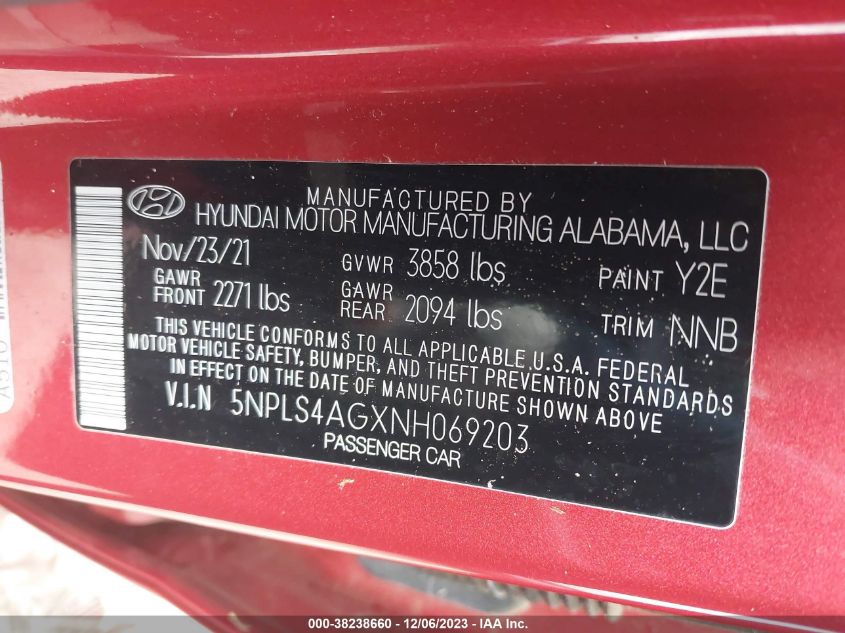 MANUFACTURED BY
HYUNDAI MOTOR MANUFACTURING ALABAMA, LLC
Nov/23/21 GVWR 3858 lbs PAINT Y2E
GAWR FRONT 2271 lbs GAWR REAR 2094 lbs TRIM NNB
THIS VEHICLE CONFORMS TO ALL APPLICABLE U.S.A. FEDERAL
MOTOR VEHICLE SAFETY, BUMPER, AND THEFT PREVENTION STANDARDS
IN EFFECT ON THE DATE OF MANUFACTURE SHOWN ABOVE
V.I.N 5NPLS4AGXNH069203
PASSENGER CAR
000-38238660 - 12/06/2023 - IAA Inc.